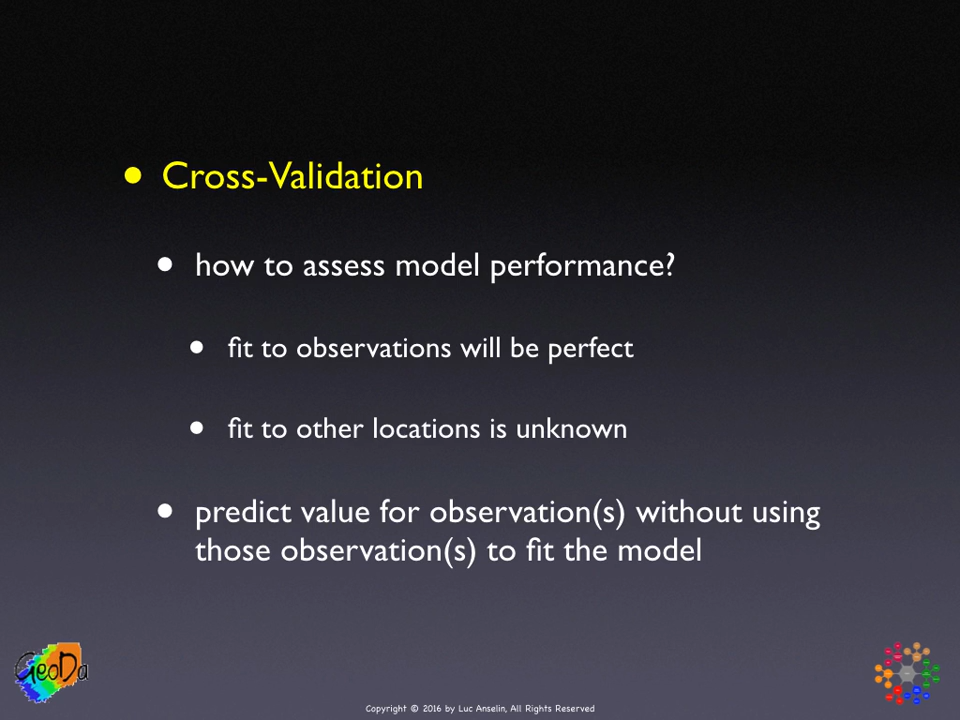 • Cross-Validation
• how to assess model performance?
• fit to observations will be perfect
• fit to other locations is unknown
• predict value for observation(s) without using
those observation(s) to fit the model
GeoDa
Copyright © 2016 by Luc Anselin, All Rights Reserved